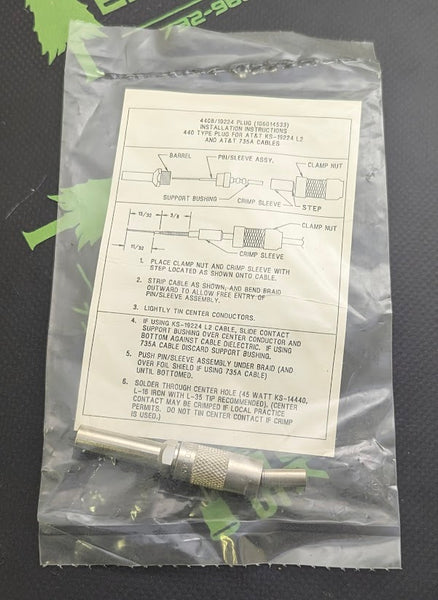 92-98
440B/19224 PLUG (106014533)
INSTALLATION INSTRUCTIONS
440 TYPE PLUG FOR AT&T KS-19224 L2
AND AT&T 735A CABLES
BARREL
PIN/SLEEVE ASSY.
CLAMP NUT
SUPPORT BUSHING
CRIMP SLEEVE
STEP
13/32
3/8
CLAMP NUT
15/32
CRIMP SLEEVE
1. PLACE CLAMP NUT AND CRIMP SLEEVE WITH
STEP LOCATED AS SHOWN ONTO CABLE.
2. STRIP CABLE AS SHOWN, AND BEND BRAID
OUTWARD TO ALLOW FREE ENTRY OF
PIN/SLEEVE ASSEMBLY.
3. LIGHTLY TIN CENTER CONDUCTORS.
4. IF USING KS-19224 L2 CABLE, SLIDE CONTACT
SUPPORT BUSHING OVER CENTER CONDUCTOR AND
BOTTOM AGAINST CABLE DIELECTRIC. IF USING
735A CABLE DISCARD SUPPORT BUSHING.
5. PUSH PIN/SLEEVE ASSEMBLY UNDER BRAID (AND
OVER FOIL SHIELD IF USING 735A CABLE)
UNTIL BOTTOMED.
6. SOLDER THROUGH CENTER HOLE (45 WATT KS-14440,
L-16 IRON WITH L-35 TIP RECOMMENDED). (CENTER
CONTACT MAY BE CRIMPED IF LOCAL PRACTICE
PERMITS. DO NOT TIN CENTER CONTACT IF CRIMP
IS USED.)